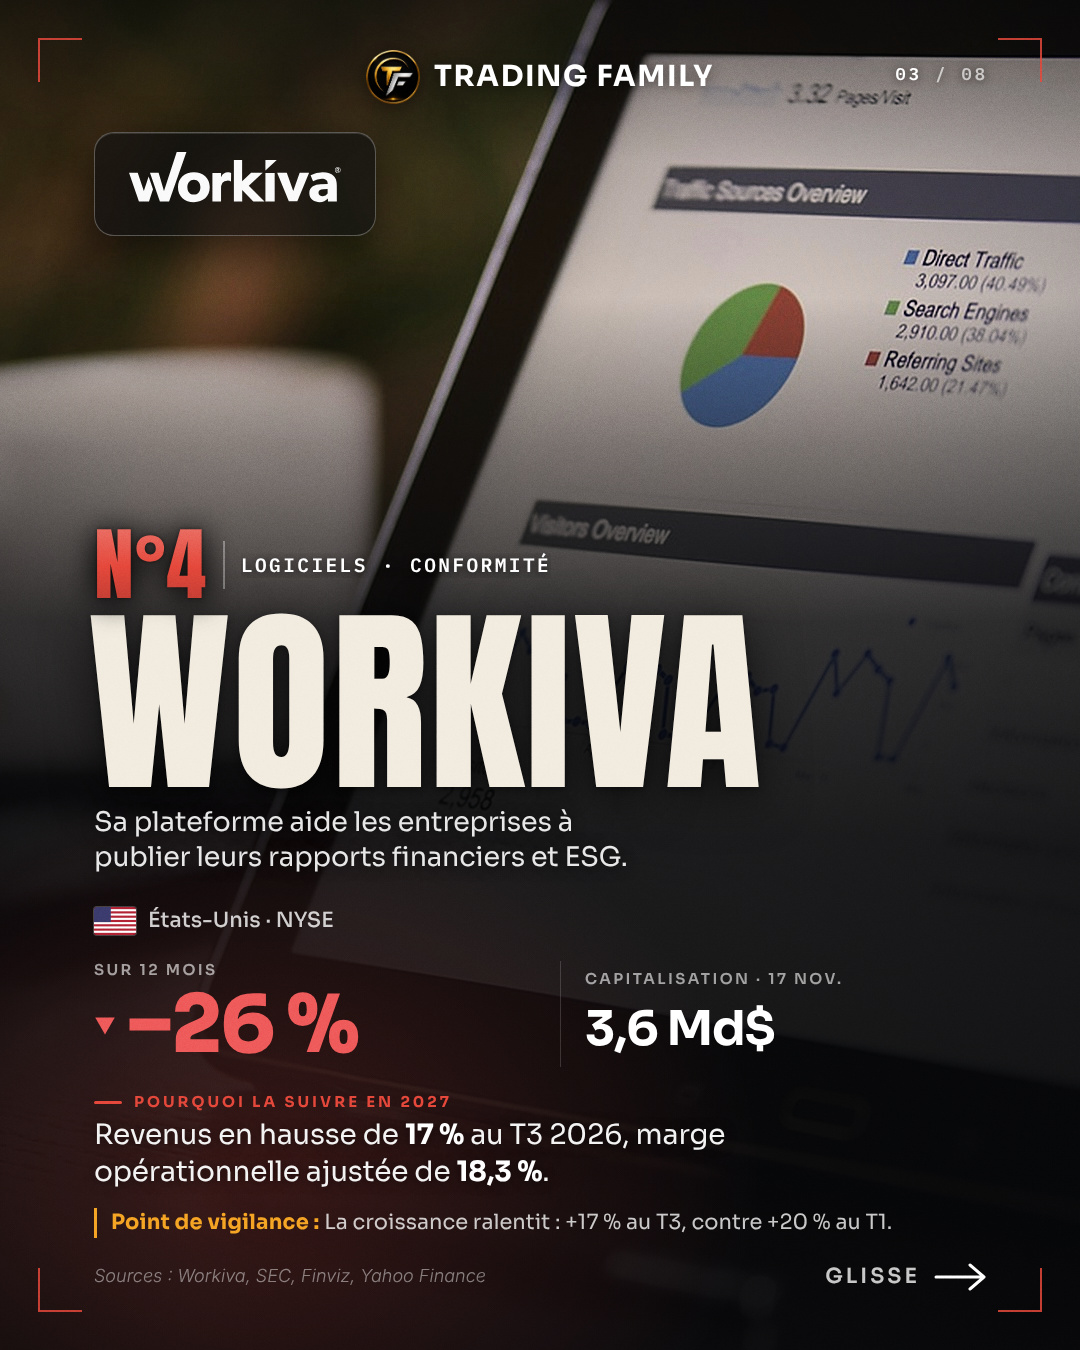 TRADING FAMILY
03 / 08
workiva®
3.32 Pages/Visit
Traffic Sources Overview
Direct Traffic
3,097.00 (40.49%)
Search Engines
2,910.00 (38.04%)
Referring Sites
1,642.00 (21.47%)
Visitors Overview
N°4
LOGICIELS · CONFORMITÉ
WORKIVA
2,958
Sa plateforme aide les entreprises à
publier leurs rapports financiers et ESG.
États-Unis · NYSE
SUR 12 MOIS
▼ −26 %
CAPITALISATION · 17 NOV.
3,6 Md$
POURQUOI LA SUIVRE EN 2027
Revenus en hausse de 17 % au T3 2026, marge
opérationnelle ajustée de 18,3 %.
Point de vigilance : La croissance ralentit : +17 % au T3, contre +20 % au T1.
Sources : Workiva, SEC, Finviz, Yahoo Finance
GLISSE